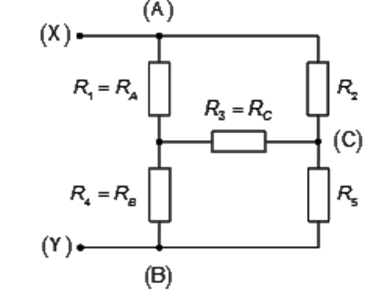 (A)
(X)
R₁ = R_A
R₂
R₃ = R_C
(C)
R₄ = R_B
R₅
(Y)
(B)